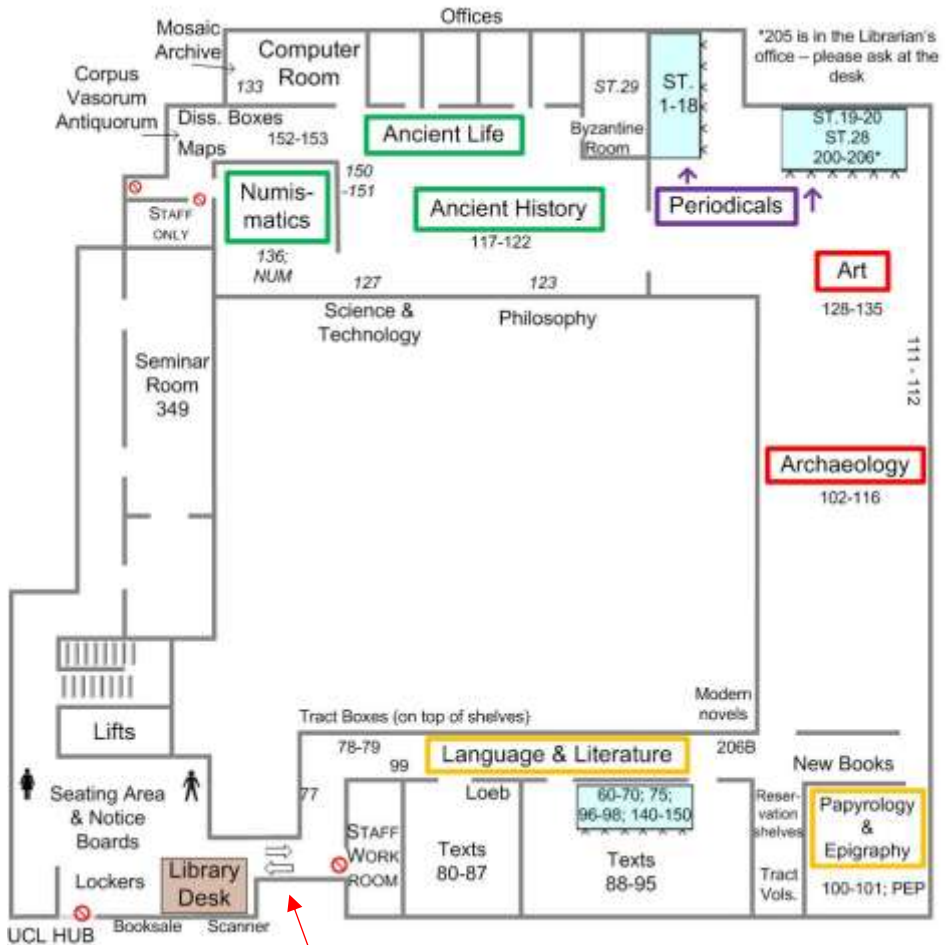 Offices
Mosaic
Archive
133
Computer
Room
*205 is in the Librarian's
office – please ask at the
desk
Corpus
Vasorum
Antiquorum
Diss. Boxes
152-153
Maps
Ancient Life
ST.29
Byzantine
Room
ST.
1-18
ST.19-20
ST.28
200-206*
150
-151
Numis-
matics
Ancient History
117-122
Periodicals
STAFF
ONLY
136;
NUM
127
Science &
Technology
123
Philosophy
Art
128-135
111 - 112
Seminar
Room
349
Archaeology
102-116
Lifts
Tract Boxes (on top of shelves)
78-79
99
77
Language & Literature
Modern
novels
206B
New Books
Seating Area
& Notice
Boards
Loeb
60-70; 75;
96-98; 140-150
Reser-
vation
shelves
Papyrology
&
Epigraphy
STAFF
WORK
ROOM
Texts
80-87
Texts
88-95
Tract
Vols.
100-101; PEP
Lockers
Library
Desk
UCL HUB
Booksale
Scanner